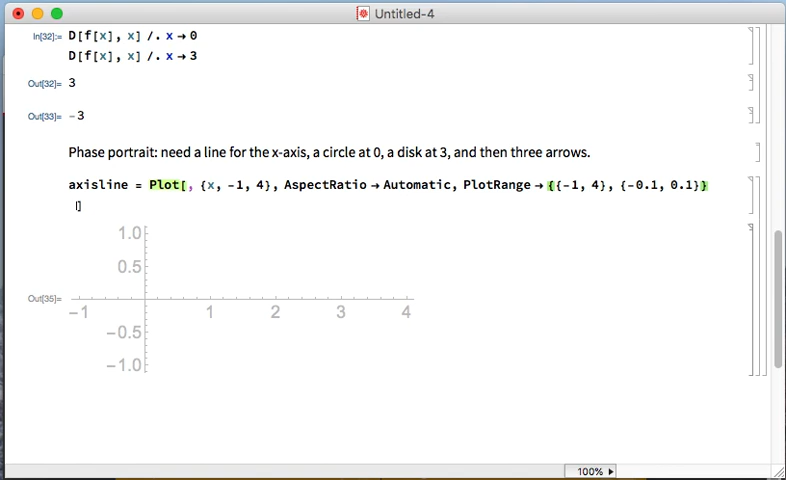 Untitled-4
In[32]:= D[f[x], x] /. x → 0
D[f[x], x] /. x → 3
Out[32]= 3
Out[33]= -3
Phase portrait: need a line for the x-axis, a circle at 0, a disk at 3, and then three arrows.
axisline = Plot[, {x, -1, 4}, AspectRatio → Automatic, PlotRange → {{-1, 4}, {-0.1, 0.1}}
]
Out[35]=
1.0
0.5
-1 1 2 3 4
-0.5
-1.0
100%